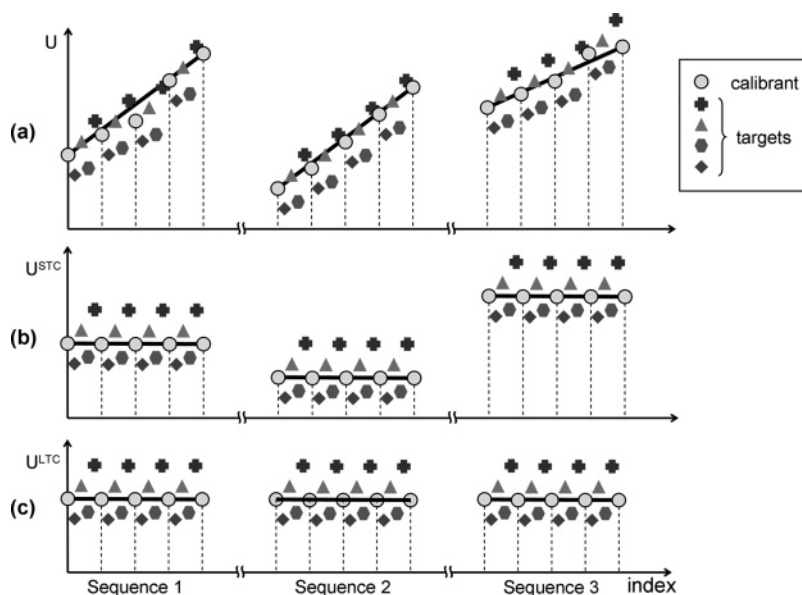 U
(a)
calibrant
targets
U^STC
(b)
U^LTC
(c)
Sequence 1
Sequence 2
Sequence 3
index